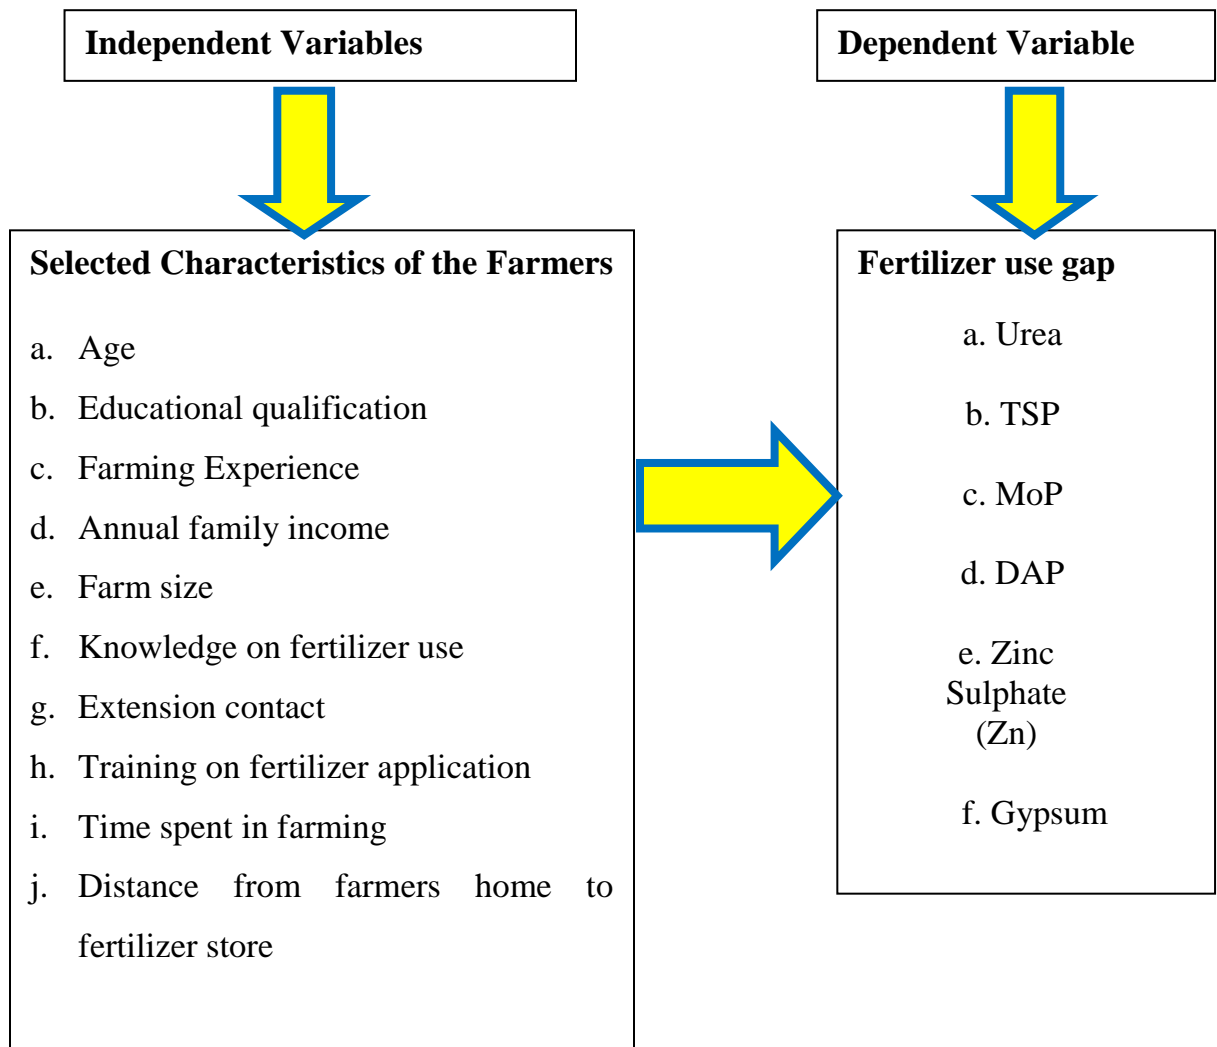 Independent Variables
Dependent Variable
Selected Characteristics of the Farmers
a. Age
b. Educational qualification
c. Farming Experience
d. Annual family income
e. Farm size
f. Knowledge on fertilizer use
g. Extension contact
h. Training on fertilizer application
i. Time spent in farming
j. Distance from farmers home to
fertilizer store
Fertilizer use gap
a. Urea
b. TSP
c. MoP
d. DAP
e. Zinc
Sulphate
(Zn)
f. Gypsum